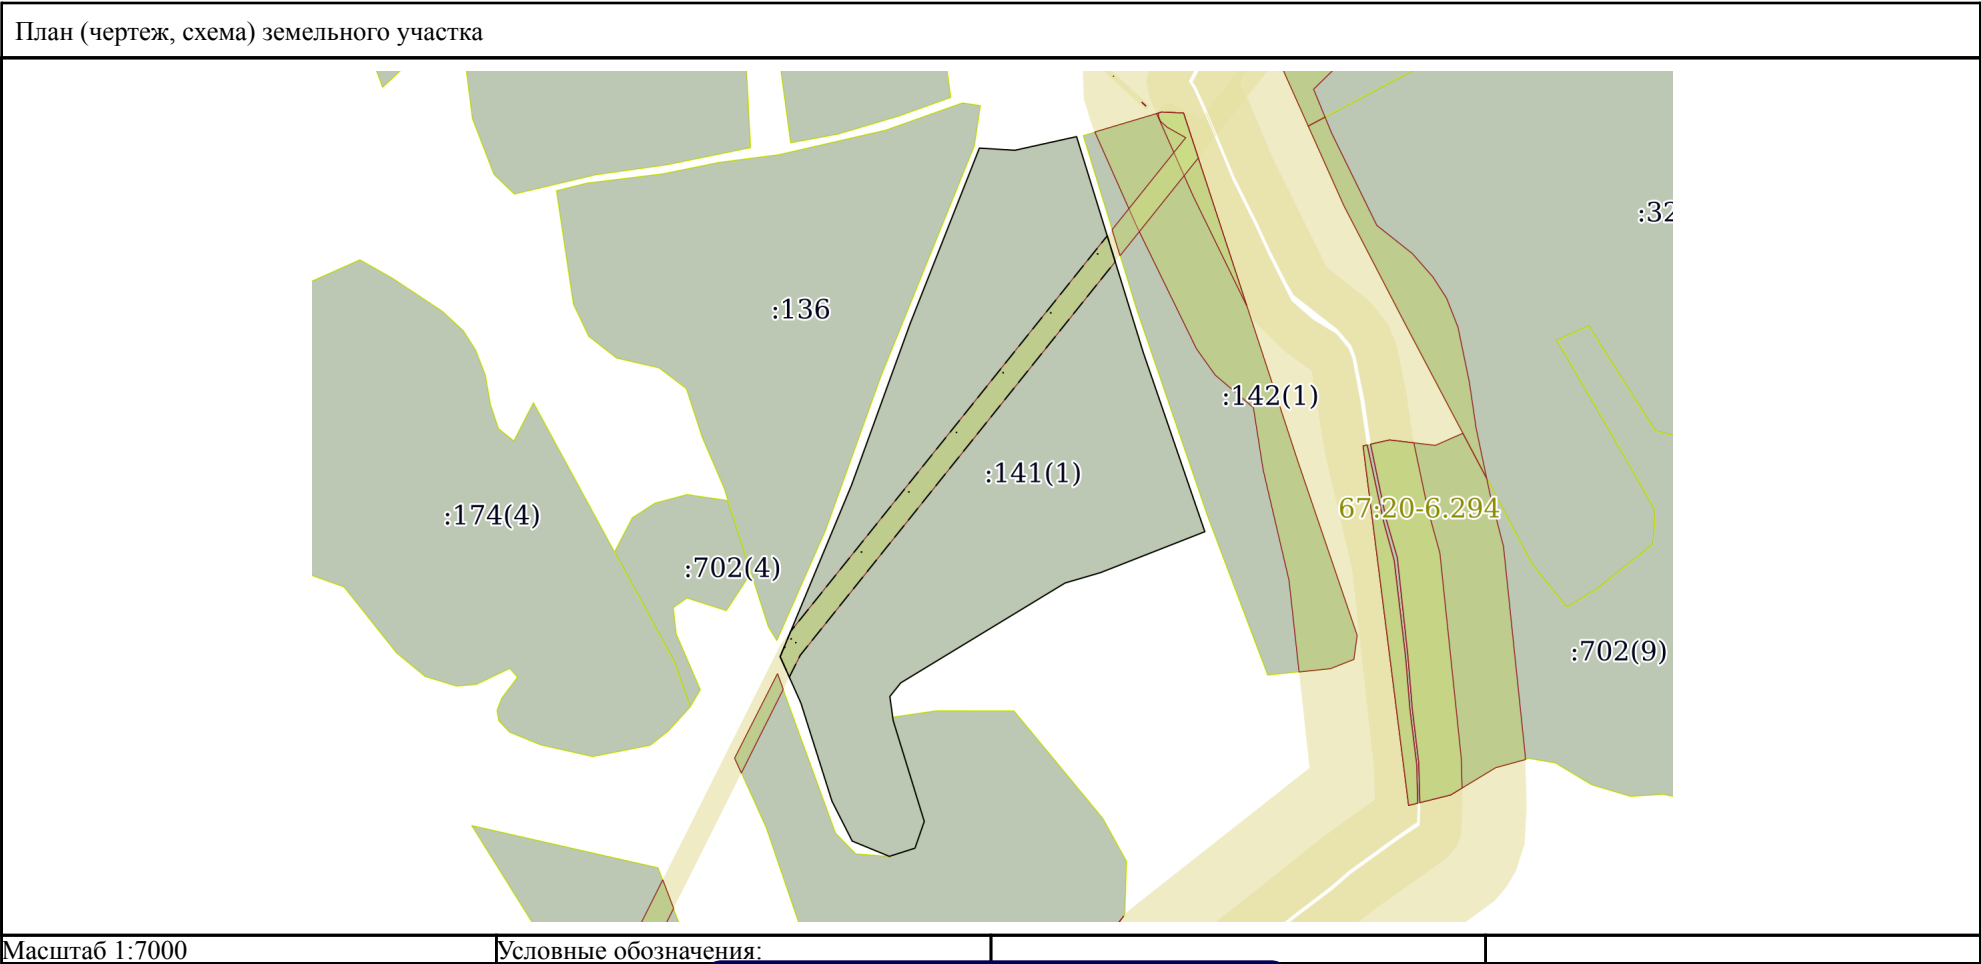 План (чертеж, схема) земельного участка
:32
:136
:142(1)
:141(1)
67:20-6.294
:174(4)
:702(4)
:702(9)
Масштаб 1:7000
Условные обозначения: